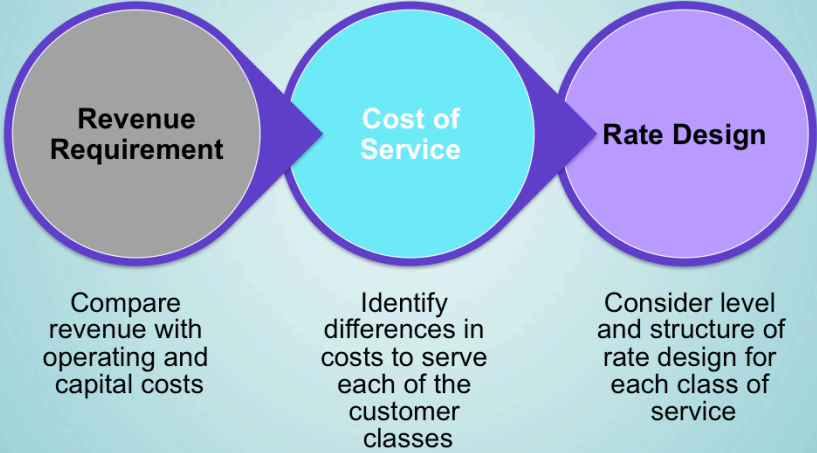 Revenue
Requirement
Compare
revenue with
operating and
capital costs
Cost of
Service
Identify
differences in
costs to serve
each of the
customer
classes
Rate Design
Consider level
and structure of
rate design for
each class of
service